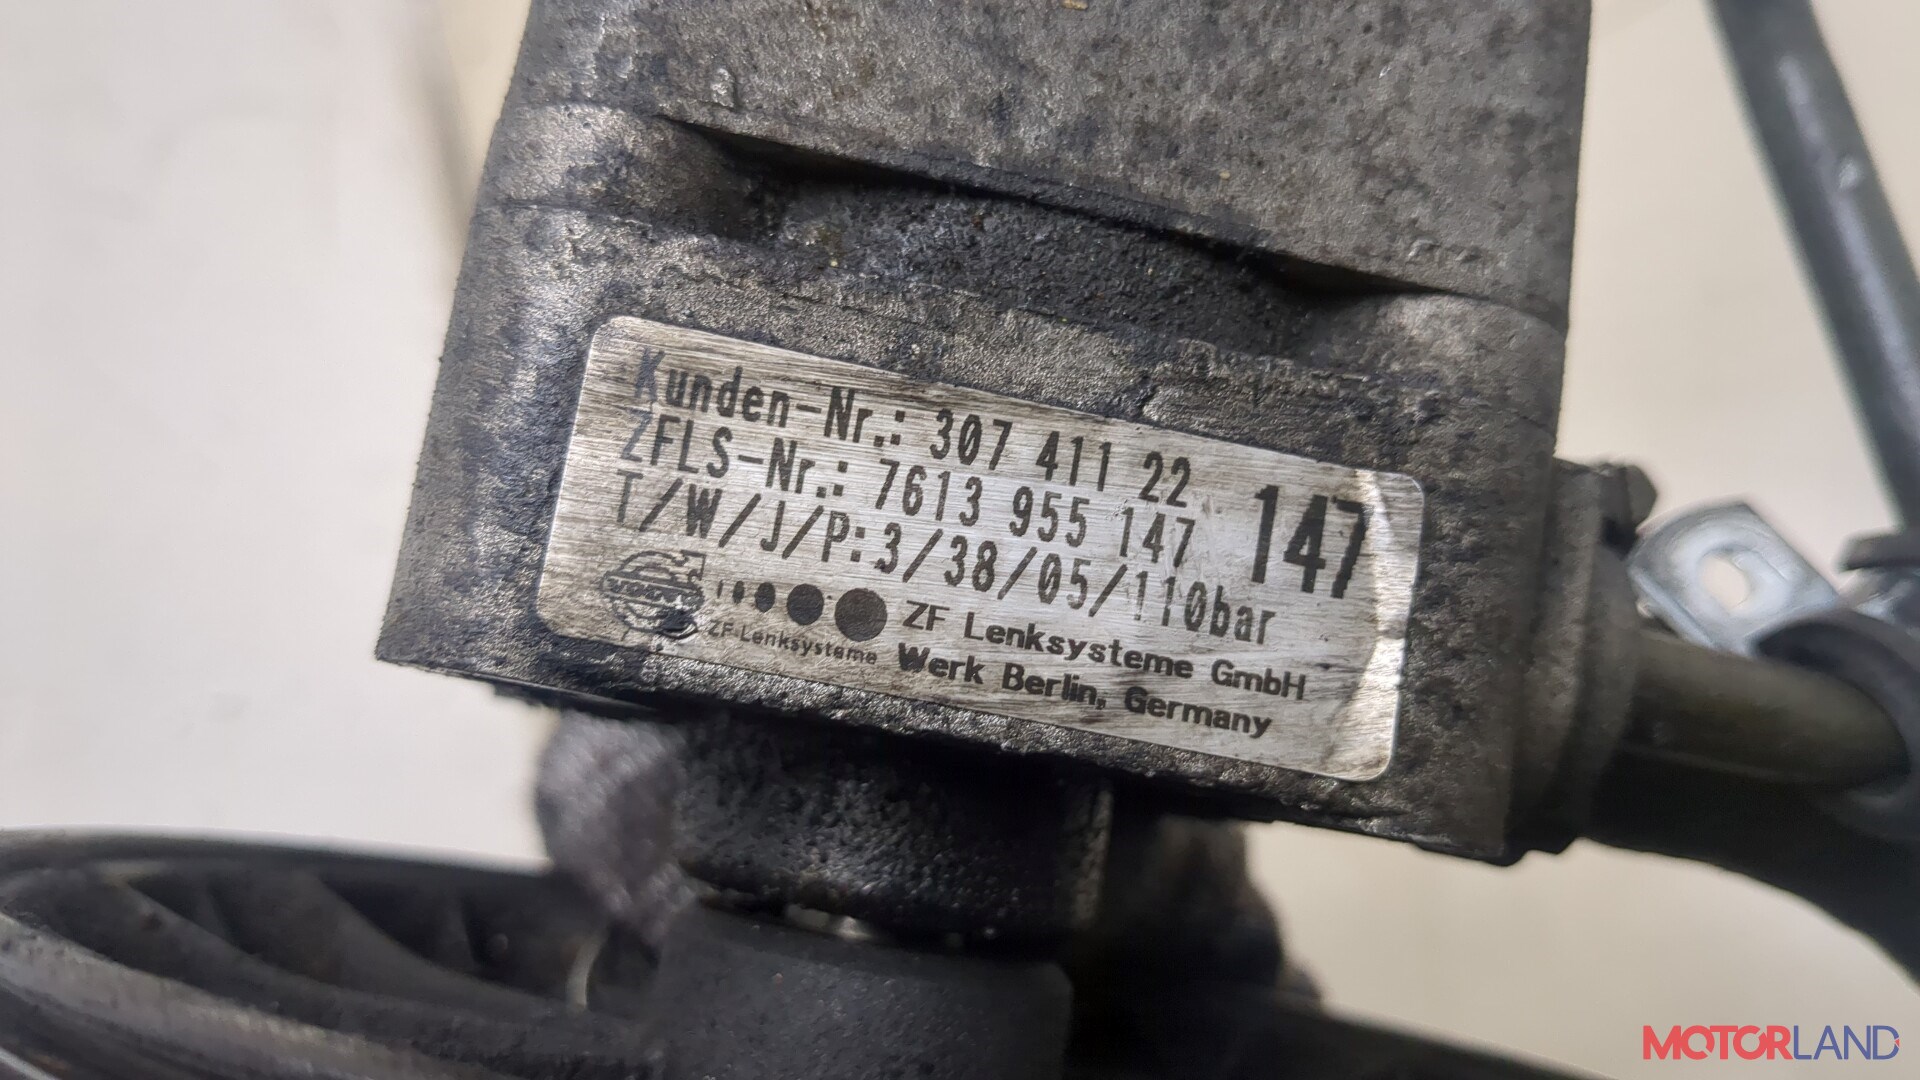 Kunden-Nr.: 307 411 22
ZFLS-Nr.: 7613 955 147
147
T/W/J/P:3/38/05/110bar
ZF Lenksysteme GmbH
ZF-Lenksysteme
Werk Berlin, Germany
MOTORLAND